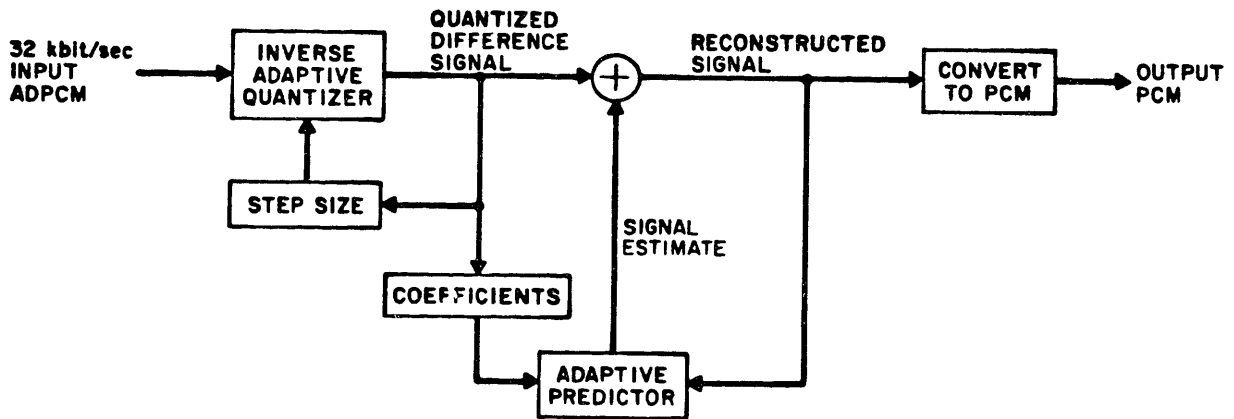 32 kbit/sec
INPUT
ADPCM
INVERSE
ADAPTIVE
QUANTIZER
QUANTIZED
DIFFERENCE
SIGNAL
+
RECONSTRUCTED
SIGNAL
CONVERT
TO PCM
OUTPUT
PCM
STEP SIZE
SIGNAL
ESTIMATE
COEFFICIENTS
ADAPTIVE
PREDICTOR